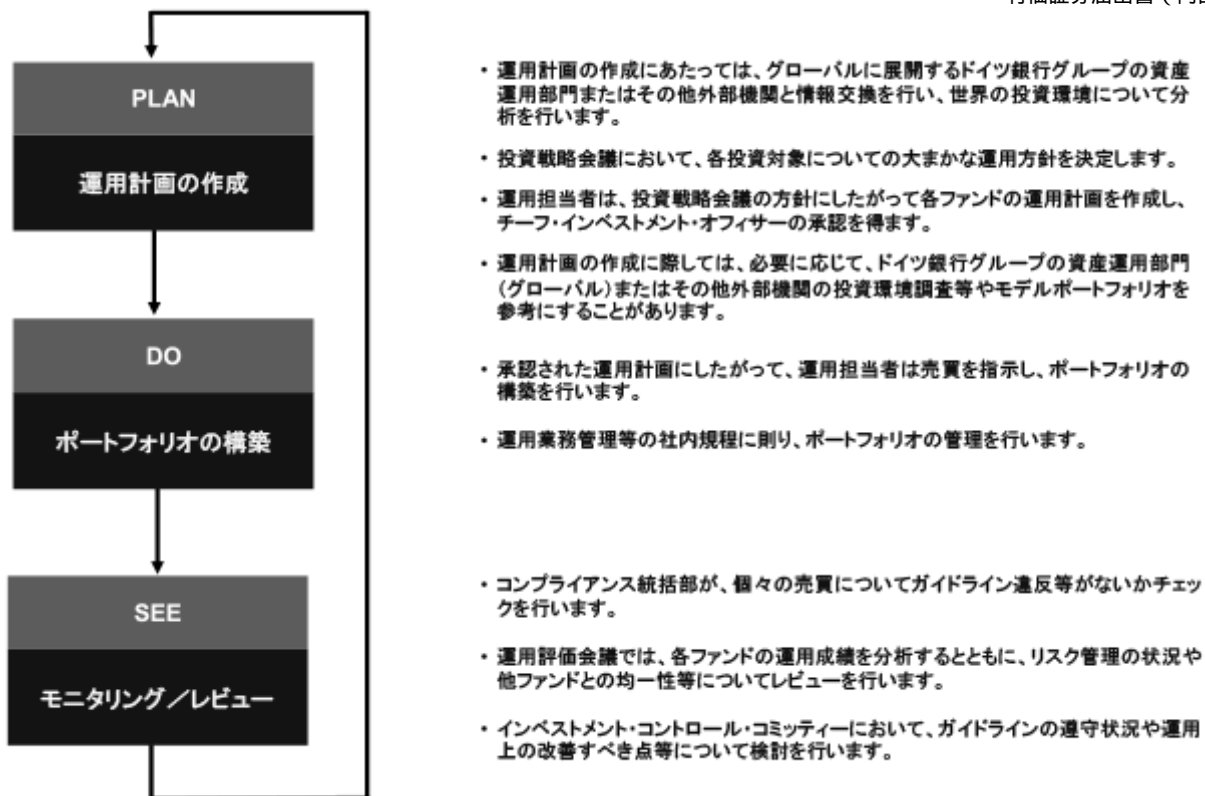 PLAN
運用計画の作成
・運用計画の作成にあたっては、グローバルに展開するドイツ銀行グループの資産
運用部門またはその他外部機関と情報交換を行い、世界の投資環境について分
析を行います。
・投資戦略会議において、各投資対象についての大まかな運用方針を決定します。
・運用担当者は、投資戦略会議の方針にしたがって各ファンドの運用計画を作成し、
チーフ・インベストメント・オフィサーの承認を得ます。
・運用計画の作成に際しては、必要に応じて、ドイツ銀行グループの資産運用部門
(グローバル)またはその他外部機関の投資環境調査等やモデルポートフォリオを
参考にすることがあります。
DO
ポートフォリオの構築
・承認された運用計画にしたがって、運用担当者は売買を指示し、ポートフォリオの
構築を行います。
・運用業務管理等の社内規程に則り、ポートフォリオの管理を行います。
SEE
モニタリング／レビュー
・コンプライアンス統括部が、個々の売買についてガイドライン違反等がないかチェッ
クを行います。
・運用評価会議では、各ファンドの運用成績を分析するとともに、リスク管理の状況や
他ファンドとの均一性等についてレビューを行います。
・インベストメント・コントロール・コミッティーにおいて、ガイドラインの遵守状況や運用
上の改善すべき点等について検討を行います。